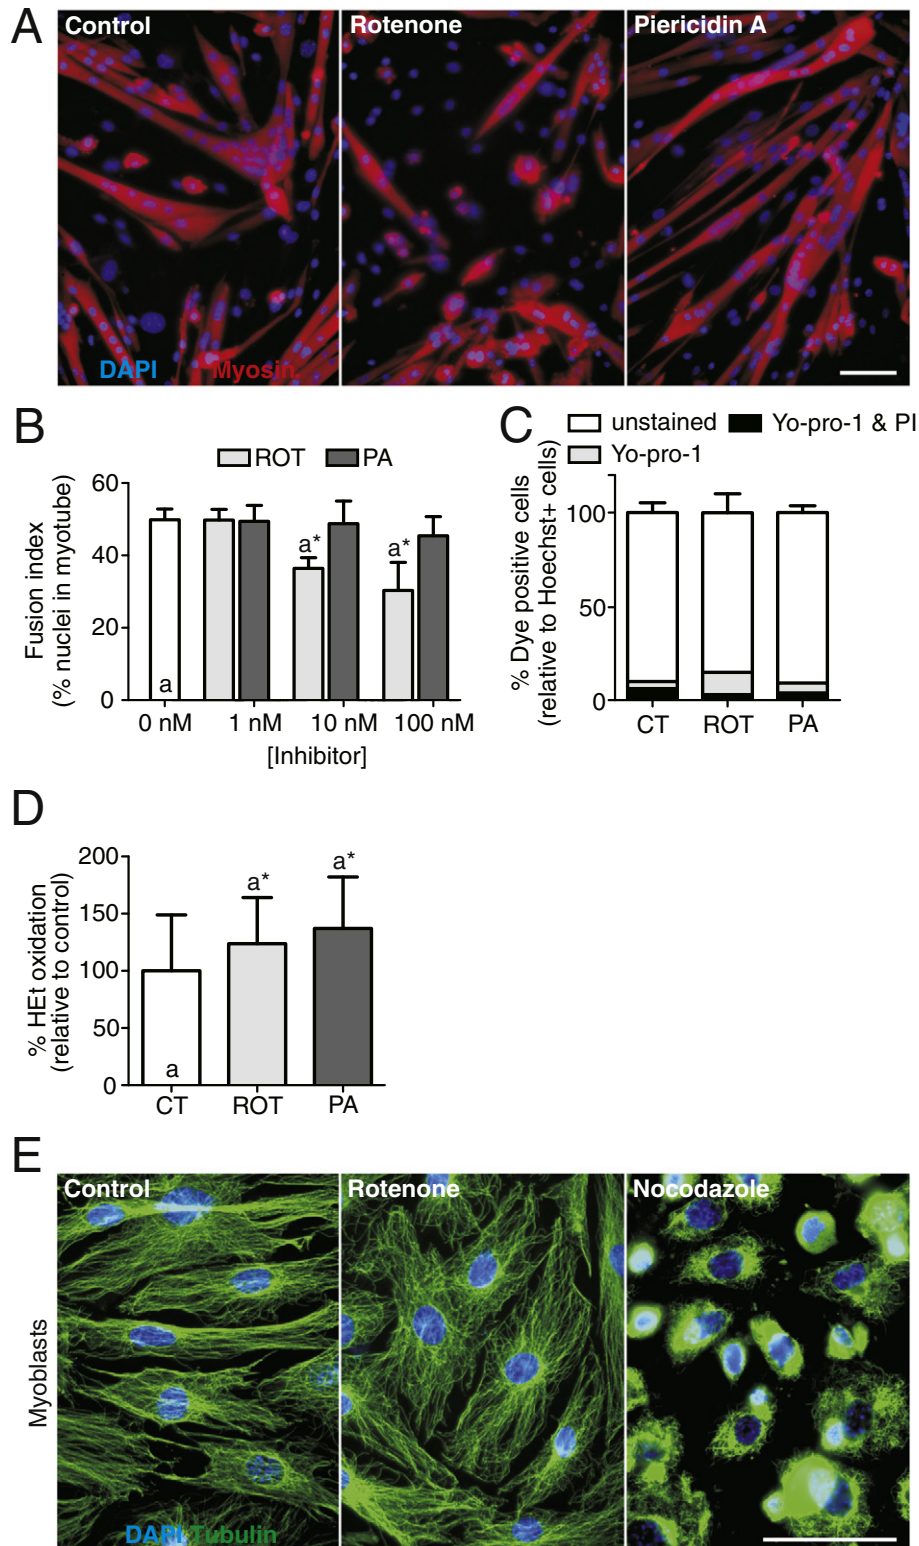 A
Control
Rotenone
Piericidin A
DAPI
Myosin
B
ROT
PA
Fusion index
(% nuclei in myotube)
60
40
20
0
a
a*
a*
0 nM
1 nM
10 nM
100 nM
[Inhibitor]
C
unstained
Yo-pro-1 & PI
Yo-pro-1
% Dye positive cells
(relative to Hoechst+ cells)
100
50
0
CT
ROT
PA
D
% HEt oxidation
(relative to control)
200
150
100
50
0
a
a*
a*
CT
ROT
PA
E
Control
Rotenone
Nocodazole
Myoblasts
DAPI Tubulin